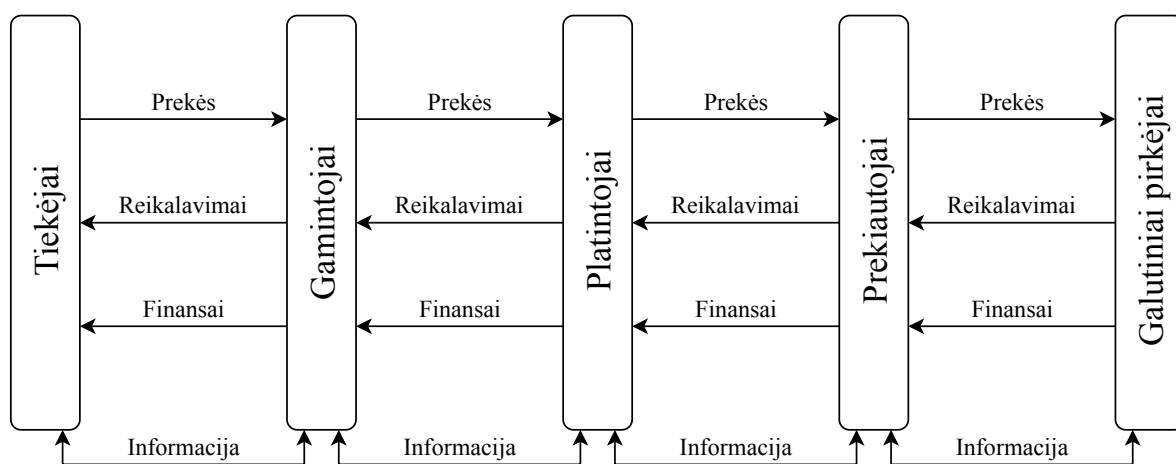 Tiekėjai
Prekės
Reikalavimai
Finansai
Informacija
Gamintojai
Prekės
Reikalavimai
Finansai
Informacija
Platintojai
Prekės
Reikalavimai
Finansai
Informacija
Prekiautojai
Prekės
Reikalavimai
Finansai
Informacija
Galutiniai pirkėjai